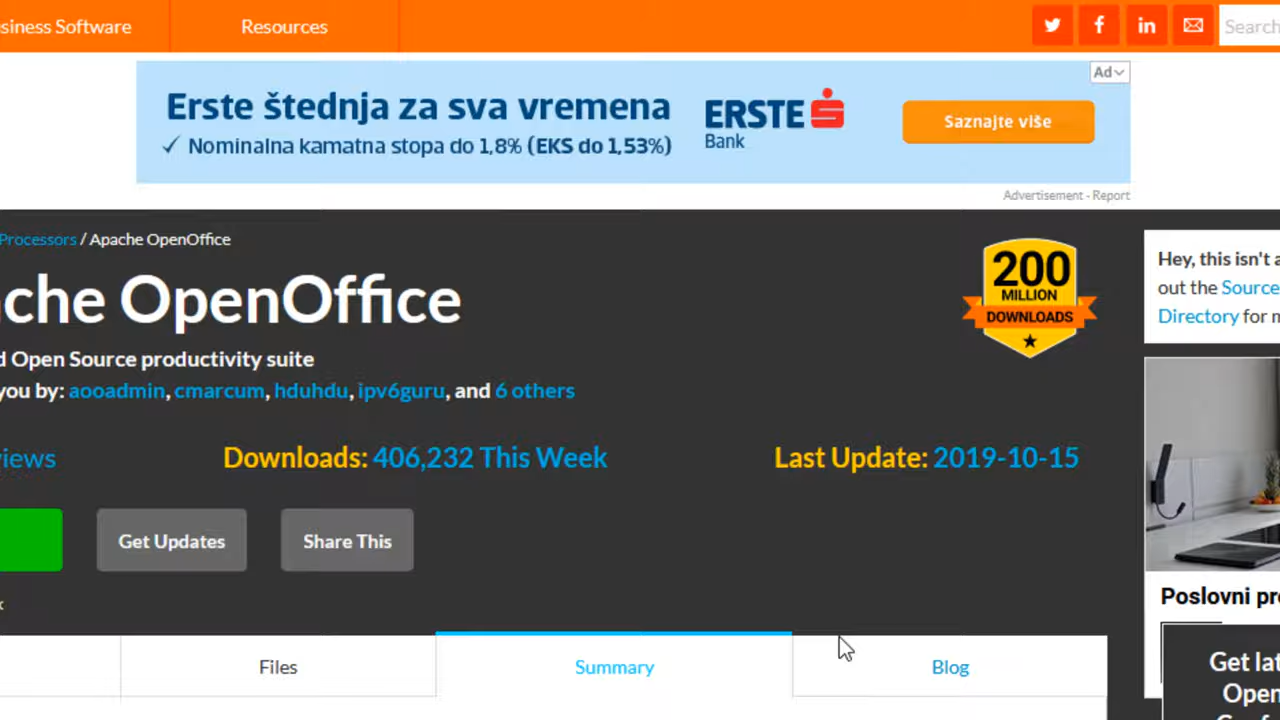 siness Software
Resources
Search
Ad
Erste štednja za sva vremena
✓ Nominalna kamatna stopa do 1,8% (EKS do 1,53%)
ERSTE
Bank
Saznajte više
Advertisement - Report
Processors / Apache OpenOffice
che OpenOffice
200
MILLION
DOWNLOADS
d Open Source productivity suite
you by: aooadmin, cmarcum, hduhdu, ipv6guru, and 6 others
views
Downloads: 406,232 This Week
Last Update: 2019-10-15
Get Updates
Share This
Files
Summary
Blog
Hey, this isn't a
out the Source
Directory for m
Poslovni pro
Get lat
Open